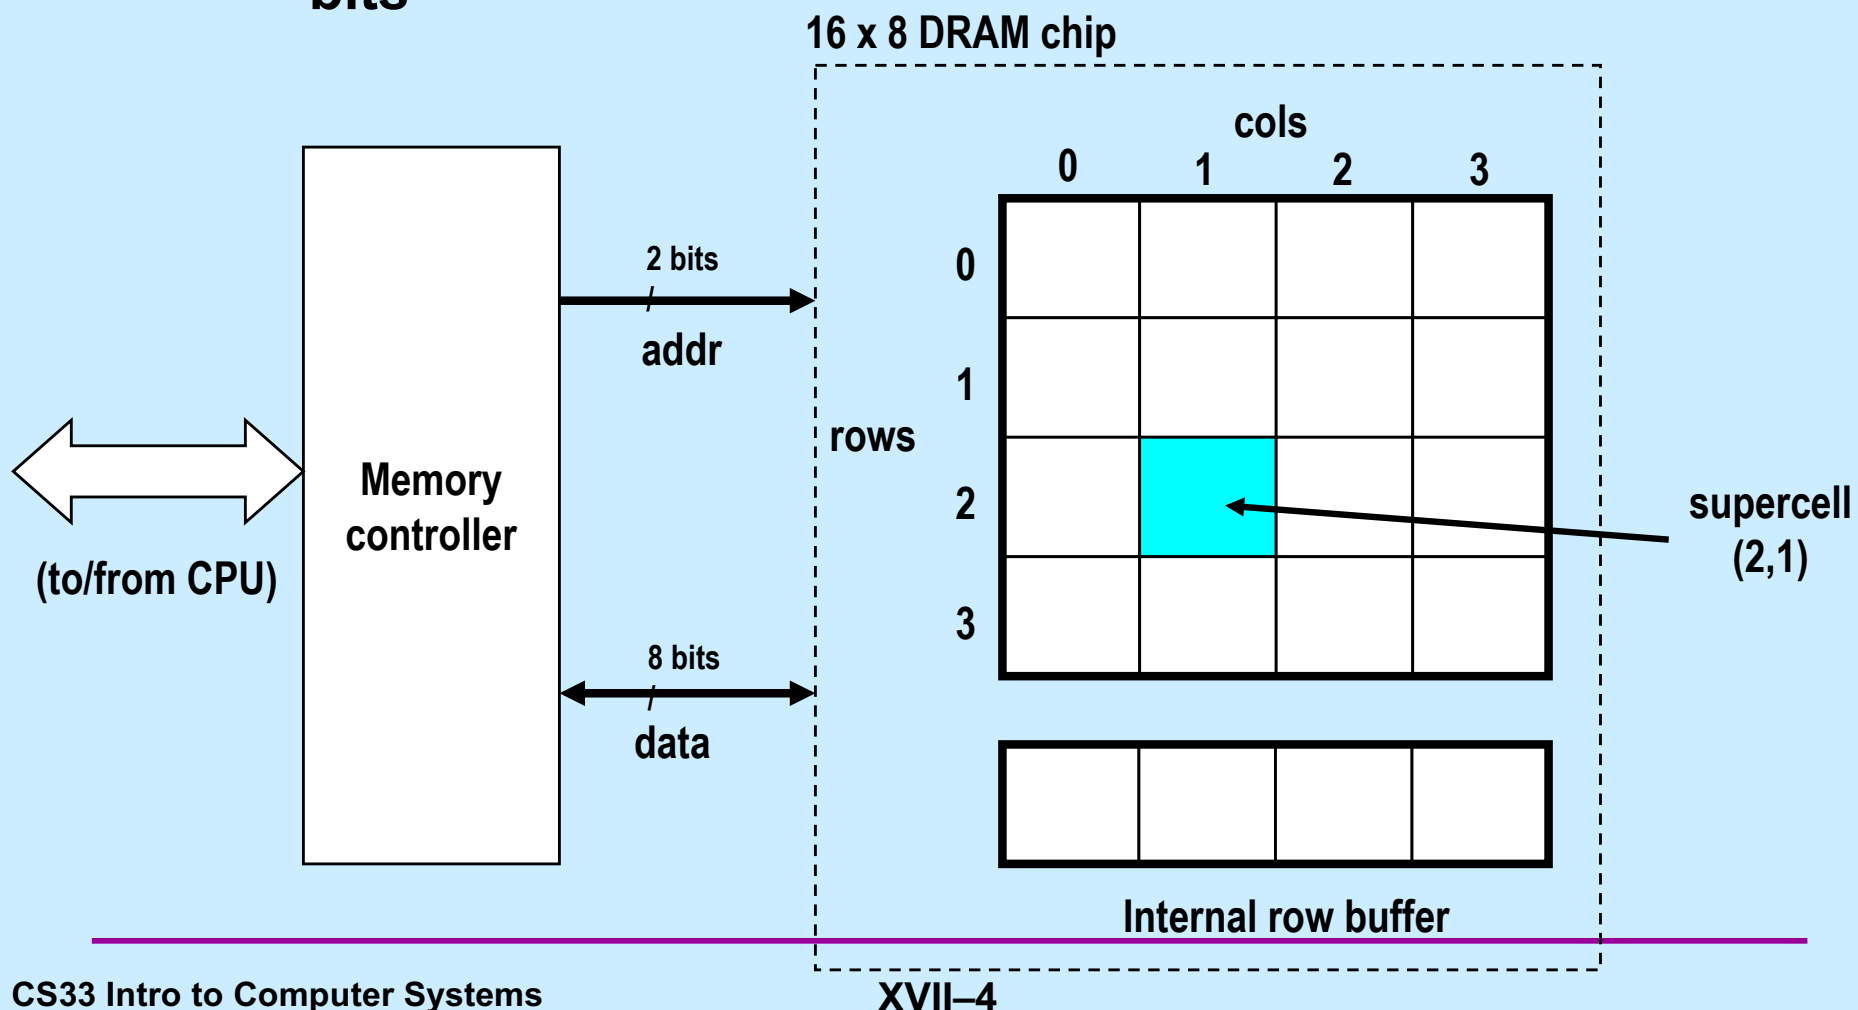 bits
16 x 8 DRAM chip
cols
0 1 2 3
2 bits
addr
0
1
rows
2
3
Memory
controller
(to/from CPU)
supercell
(2,1)
8 bits
data
Internal row buffer
CS33 Intro to Computer Systems
XVII–4